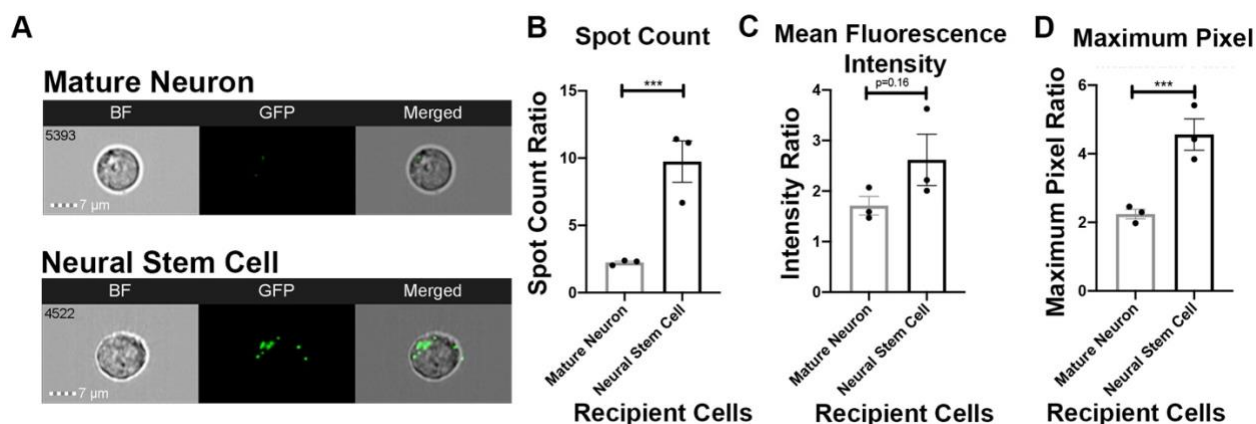 A
Mature Neuron
BF GFP Merged
5393
7 μm
Neural Stem Cell
BF GFP Merged
4522
7 μm
B
Spot Count
***
15
10
5
0
Spot Count Ratio
Mature Neuron
Neural Stem Cell
Recipient Cells
C
Mean Fluorescence
Intensity
p=0.16
4
3
2
1
0
Intensity Ratio
Mature Neuron
Neural Stem Cell
Recipient Cells
D
Maximum Pixel
***
6
4
2
0
Maximum Pixel Ratio
Mature Neuron
Neural Stem Cell
Recipient Cells